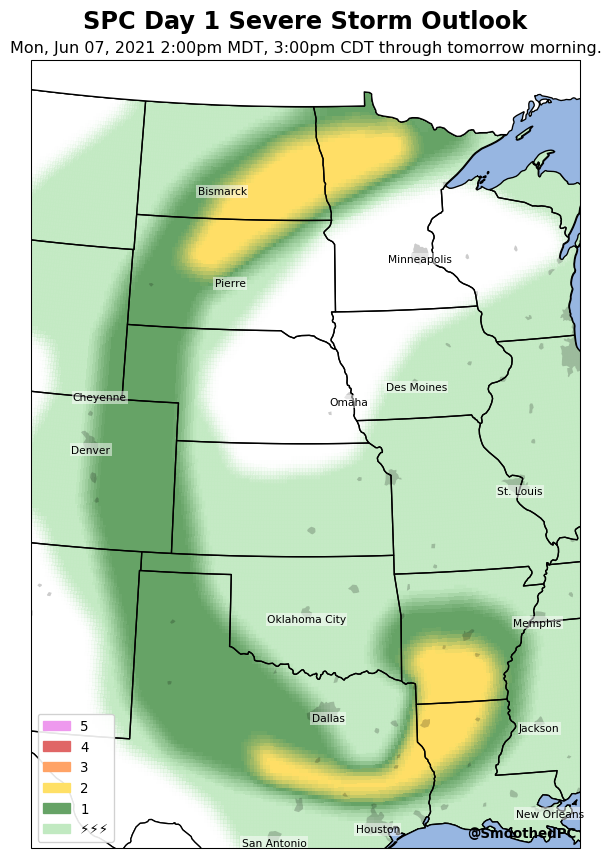 SPC Day 1 Severe Storm Outlook
Mon, Jun 07, 2021 2:00pm MDT, 3:00pm CDT through tomorrow morning.
Bismarck
Minneapolis
Pierre
Des Moines
Cheyenne
Omaha
Denver
St. Louis
Oklahoma City
Memphis
Dallas
Jackson
5
4
3
2
1
⚡⚡⚡
New Orleans
Houston
@SmoothedPC
San Antonio